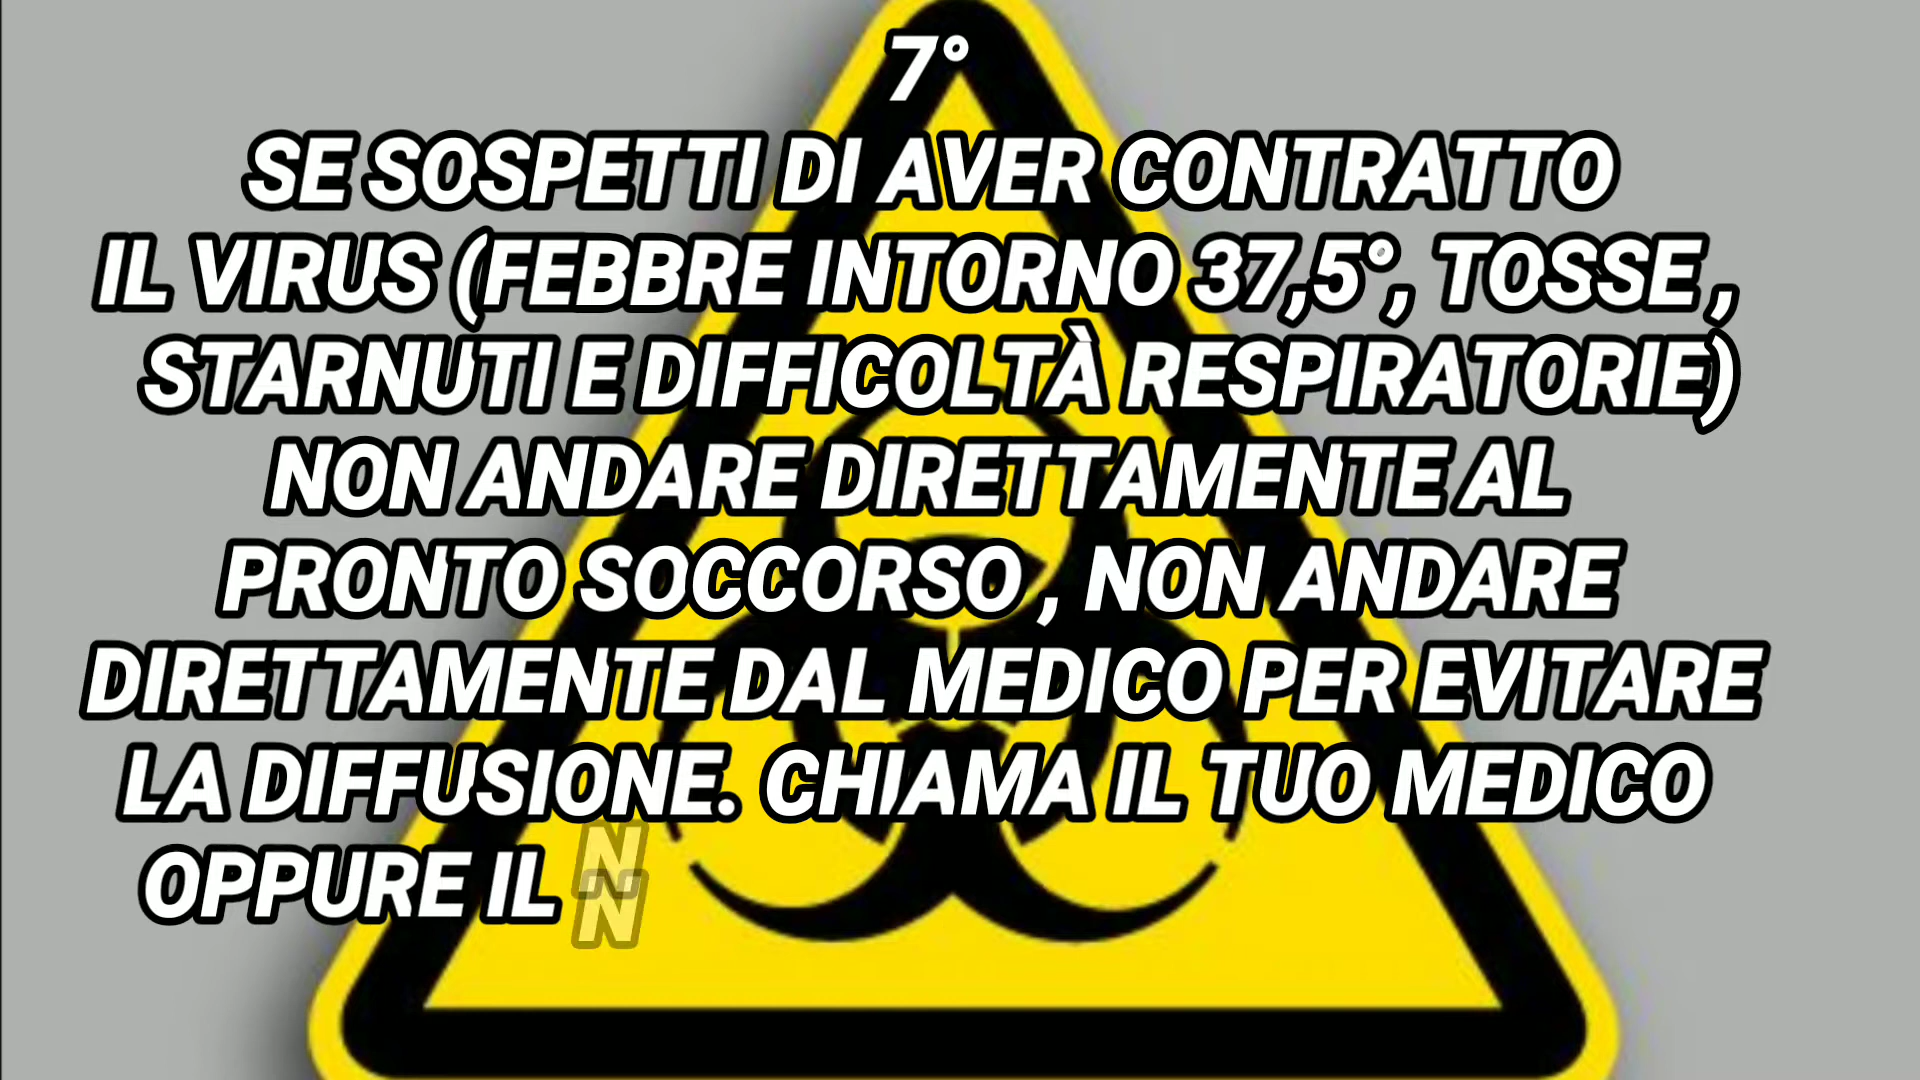 7°
SE SOSPETTI DI AVER CONTRATTO
IL VIRUS (FEBBRE INTORNO 37,5°, TOSSE ,
STARNUTI E DIFFICOLTÀ RESPIRATORIE)
NON ANDARE DIRETTAMENTE AL
PRONTO SOCCORSO , NON ANDARE
DIRETTAMENTE DAL MEDICO PER EVITARE
LA DIFFUSIONE. CHIAMA IL TUO MEDICO
OPPURE IL N